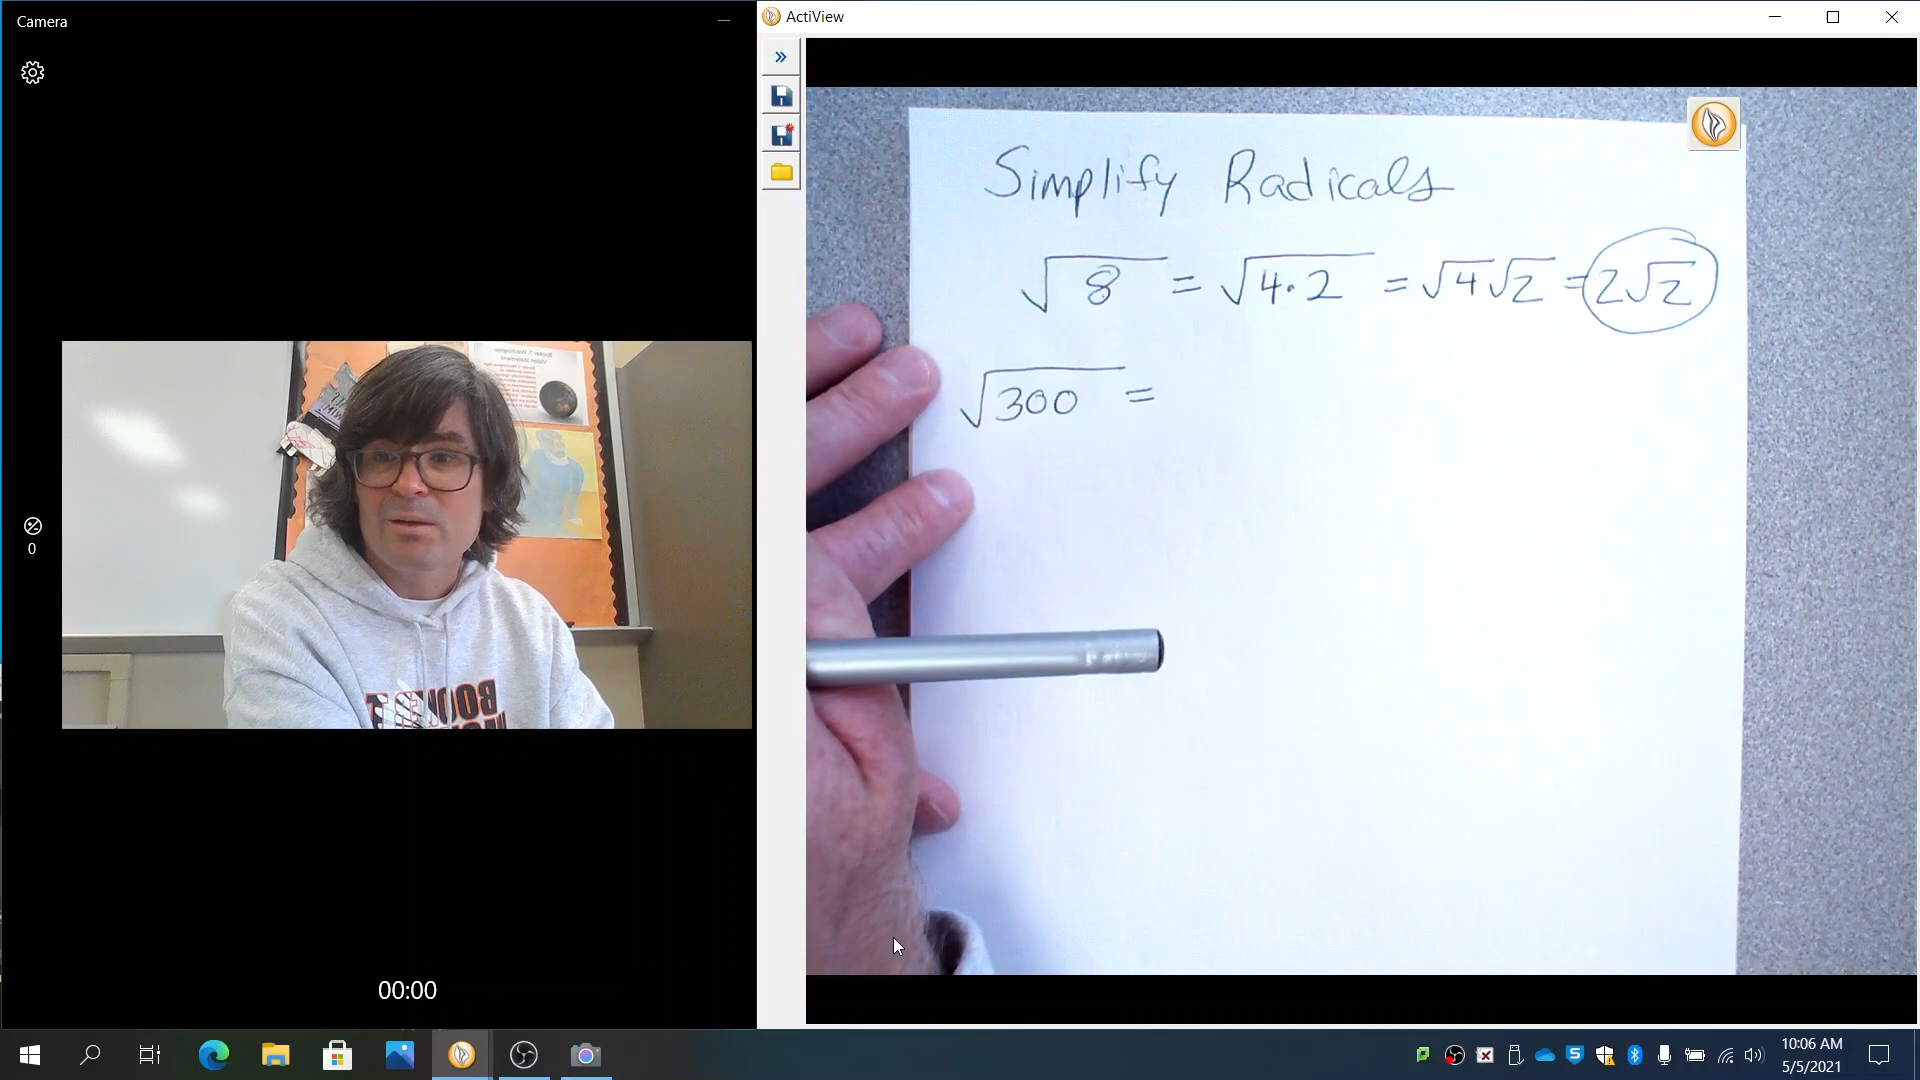 Camera
ActiView
Simplify Radicals
√8 = √4·2 = √4√2 = 2√2
√300 =
0
00:00
10:06 AM
5/5/2021